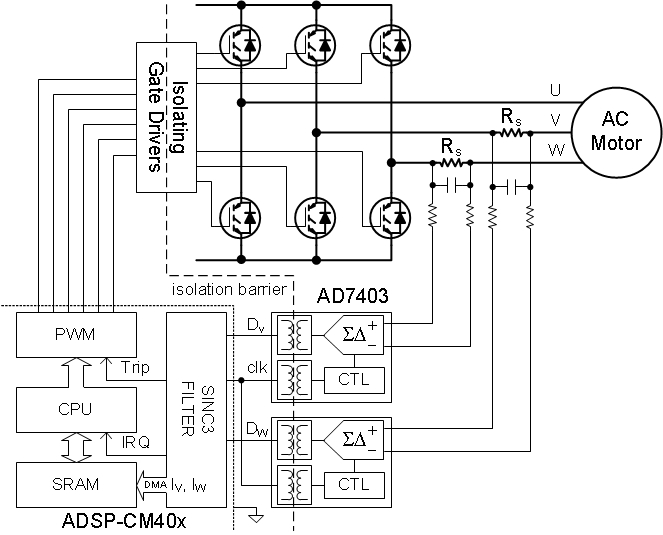 Isolating
Gate Drivers
U
V
W
Rs
Rs
AC
Motor
isolation barrier
AD7403
PWM
Trip
CPU
IRQ
SRAM
DMA
Iv, Iw
SINC3
FILTER
Dv
clk
Dw
ΣΔ
+
−
CTL
ΣΔ
+
−
CTL
ADSP-CM40x